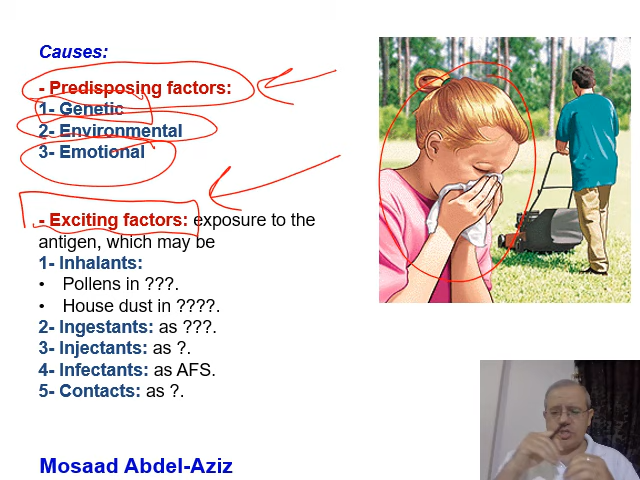 Causes:
- Predisposing factors:
1- Genetic
2- Environmental
3- Emotional
- Exciting factors: exposure to the
antigen, which may be
1- Inhalants:
• Pollens in ???.
• House dust in ????.
2- Ingestants: as ???.
3- Injectants: as ?.
4- Infectants: as AFS.
5- Contacts: as ?.
Mosaad Abdel-Aziz